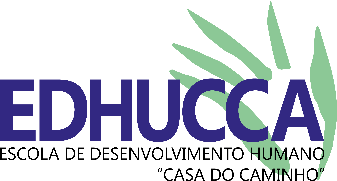 EDHUCCA
ESCOLA DE DESENVOLVIMENTO HUMANO
"CASA DO CAMINHO"